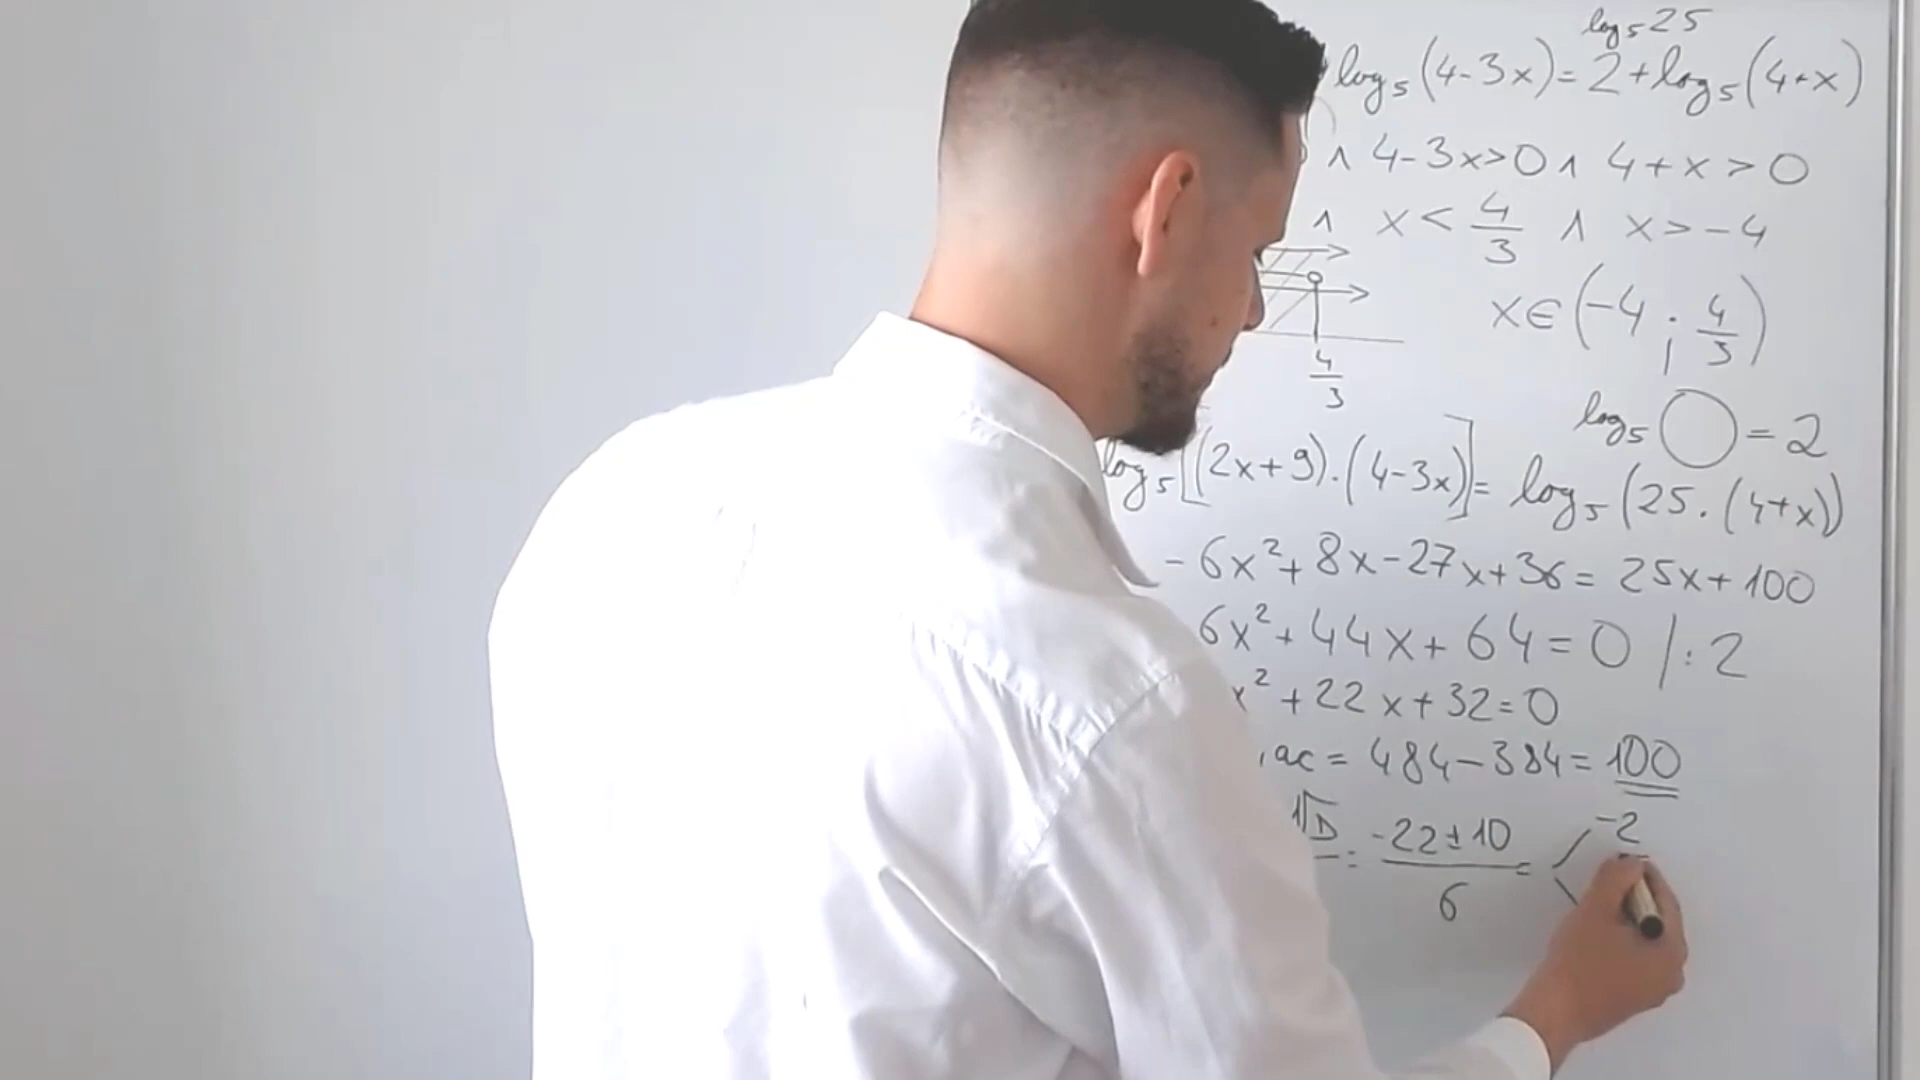 log₅25
log₅(4-3x)=2+log₅(4+x)
∧ 4-3x>0 ∧ 4+x>0
∧ x<4/3 ∧ x>-4
x∈(-4;4/3)
4/3
log₅◯=2
log₅[(2x+9).(4-3x)]=log₅(25.(4+x))
-6x²+8x-27x+36=25x+100
6x²+44x+64=0/:2
x²+22x+32=0
ac=484-384=100
√D = (-22±10)/6 = -2